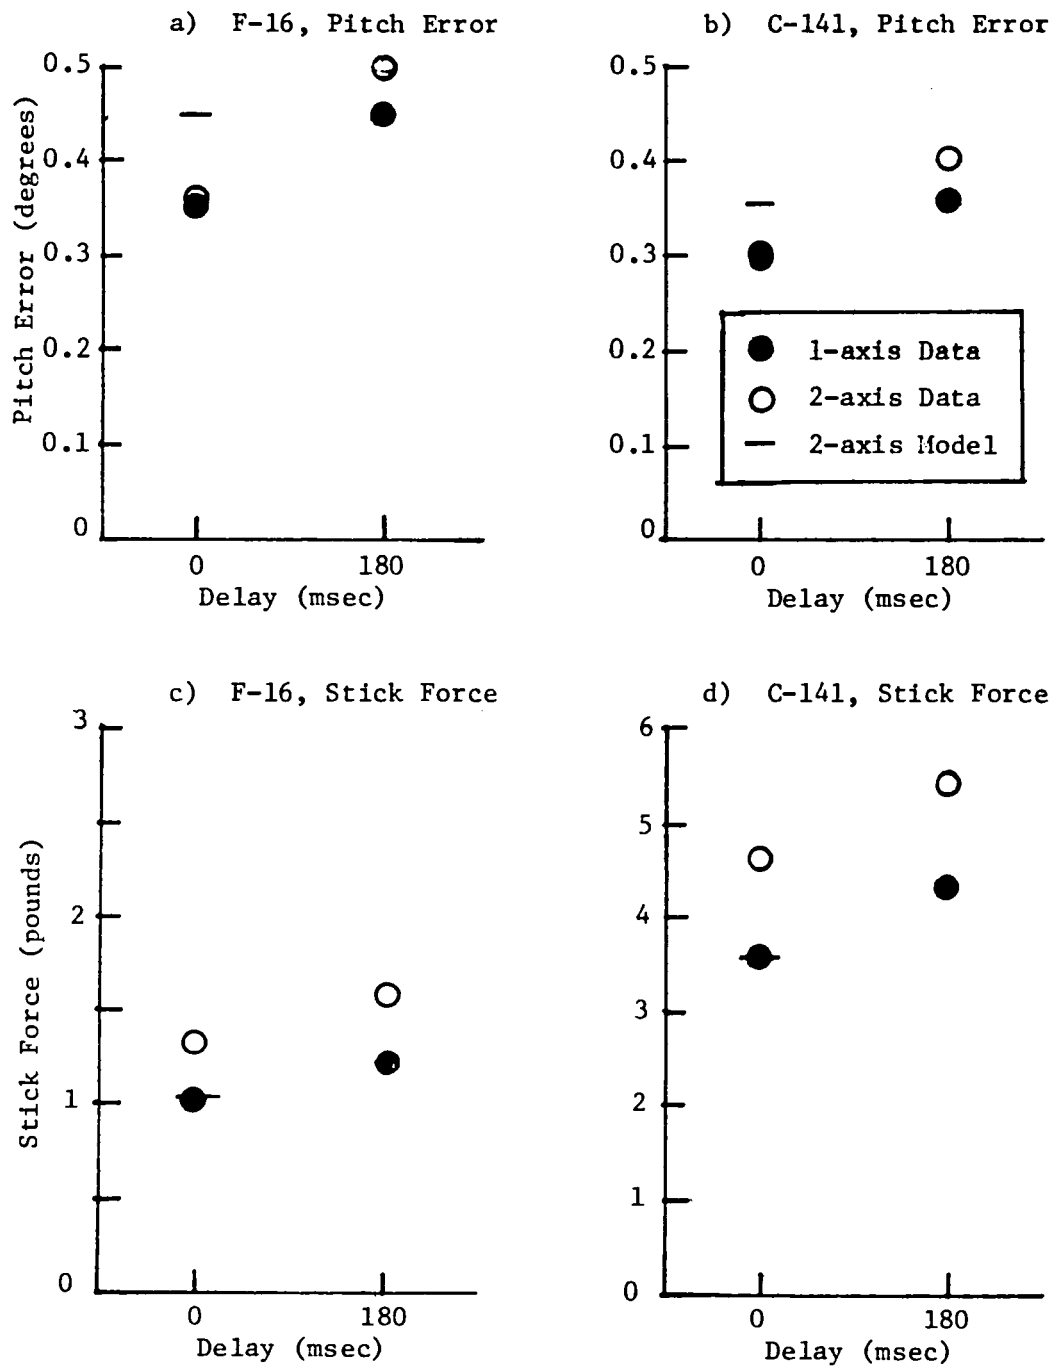 a) F-16, Pitch Error
0.5
0.4
0.3
0.2
0.1
0
Pitch Error (degrees)
0 180
Delay (msec)
b) C-141, Pitch Error
0.5
0.4
0.3
0.2
0.1
0
1-axis Data
2-axis Data
2-axis Model
0 180
Delay (msec)
c) F-16, Stick Force
3
2
1
0
Stick Force (pounds)
0 180
Delay (msec)
d) C-141, Stick Force
6
5
4
3
2
1
0
0 180
Delay (msec)